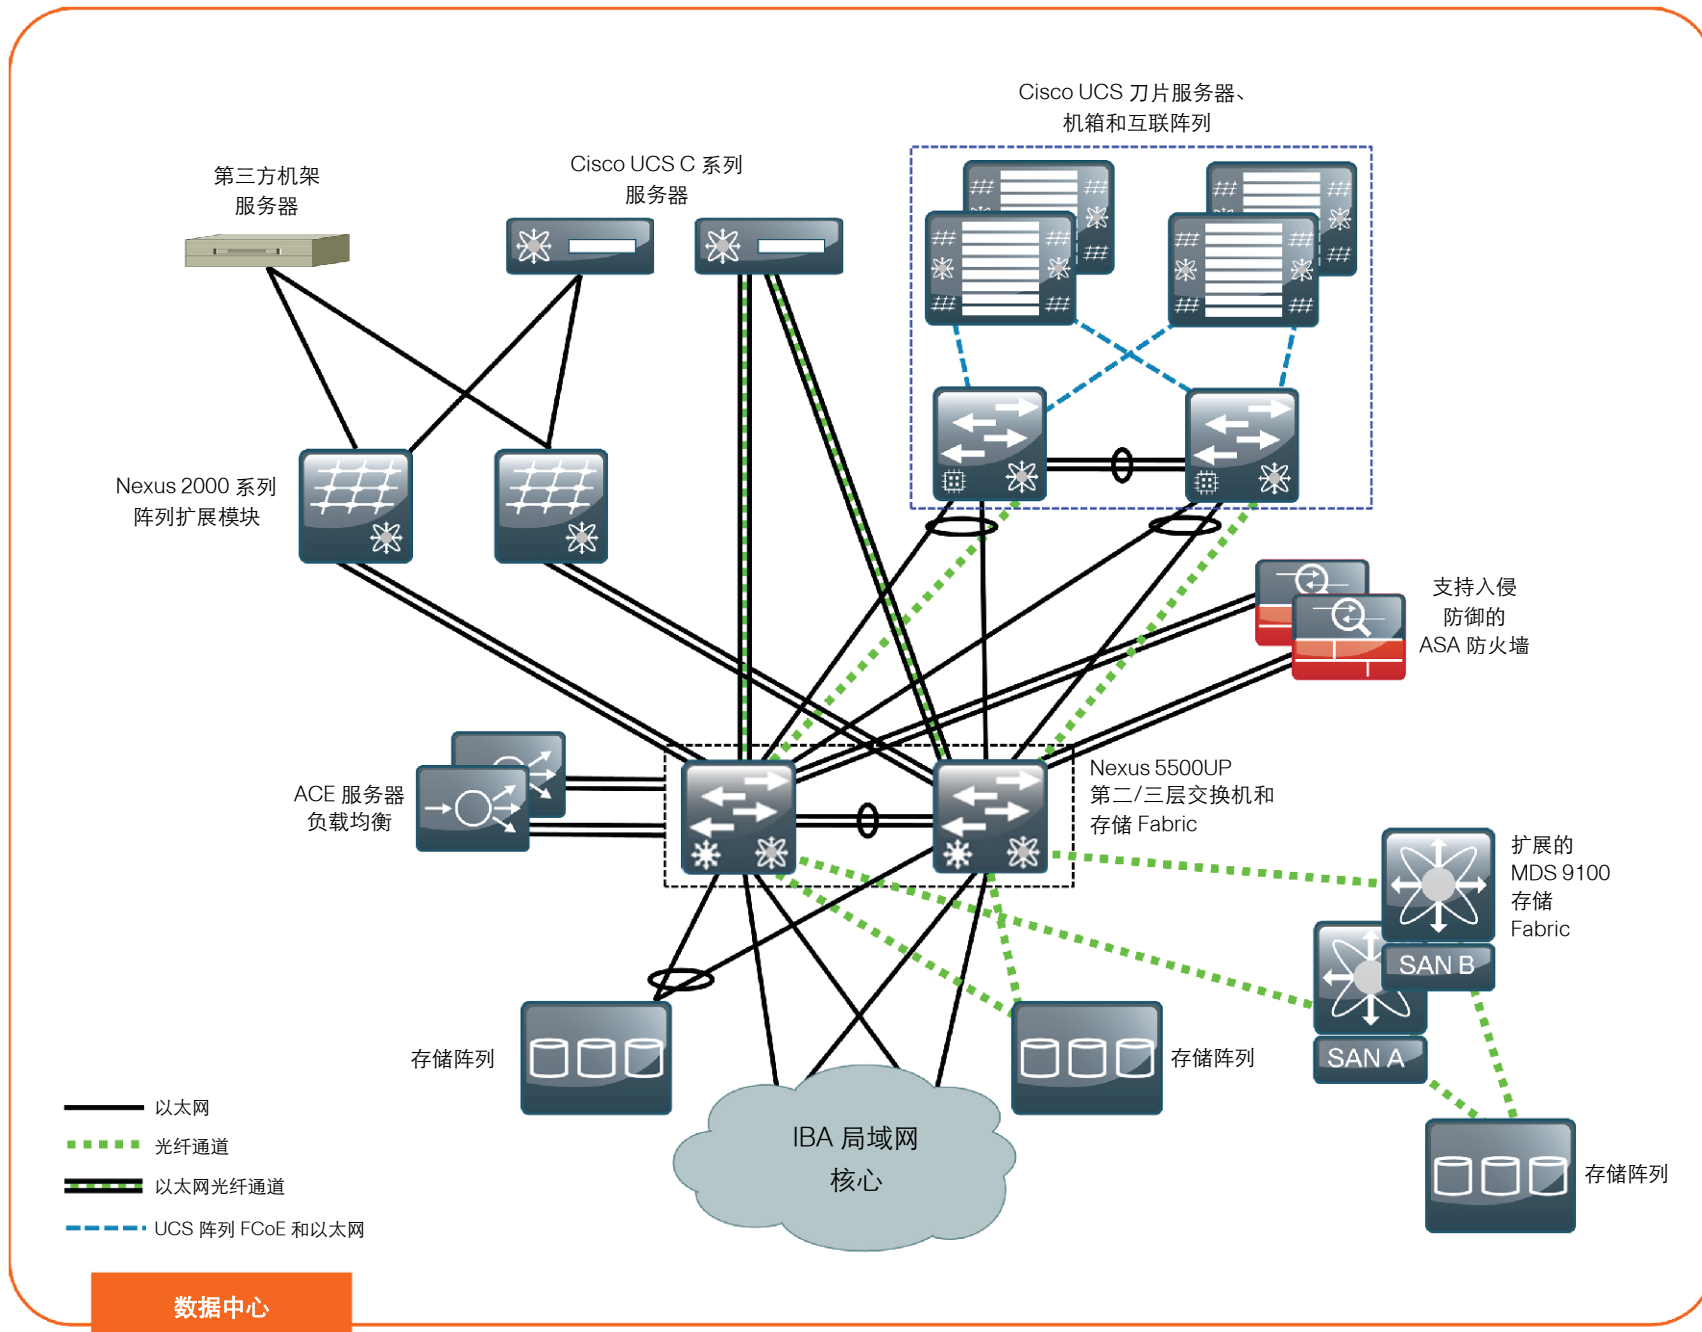 Cisco UCS 刀片服务器、
机箱和互联阵列
第三方机架
服务器
Cisco UCS C 系列
服务器
Nexus 2000 系列
阵列扩展模块
支持入侵
防御的
ASA 防火墙
ACE 服务器
负载均衡
Nexus 5500UP
第二/三层交换机和
存储 Fabric
扩展的
MDS 9100
存储
Fabric
SAN B
SAN A
存储阵列
存储阵列
存储阵列
IBA 局域网
核心
以太网
光纤通道
以太网光纤通道
UCS 阵列 FCoE 和以太网
数据中心